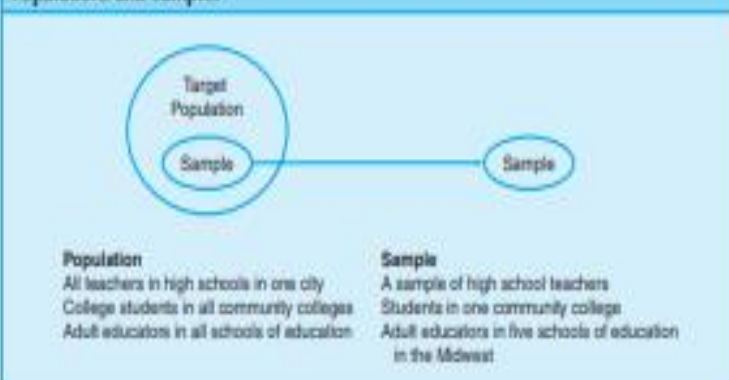 Target
Population
Sample
Sample
Population
All teachers in high schools in one city
College students in all community colleges
Adult educators in all schools of education
Sample
A sample of high school teachers
Students in one community college
Adult educators in five schools of education
in the Midwest